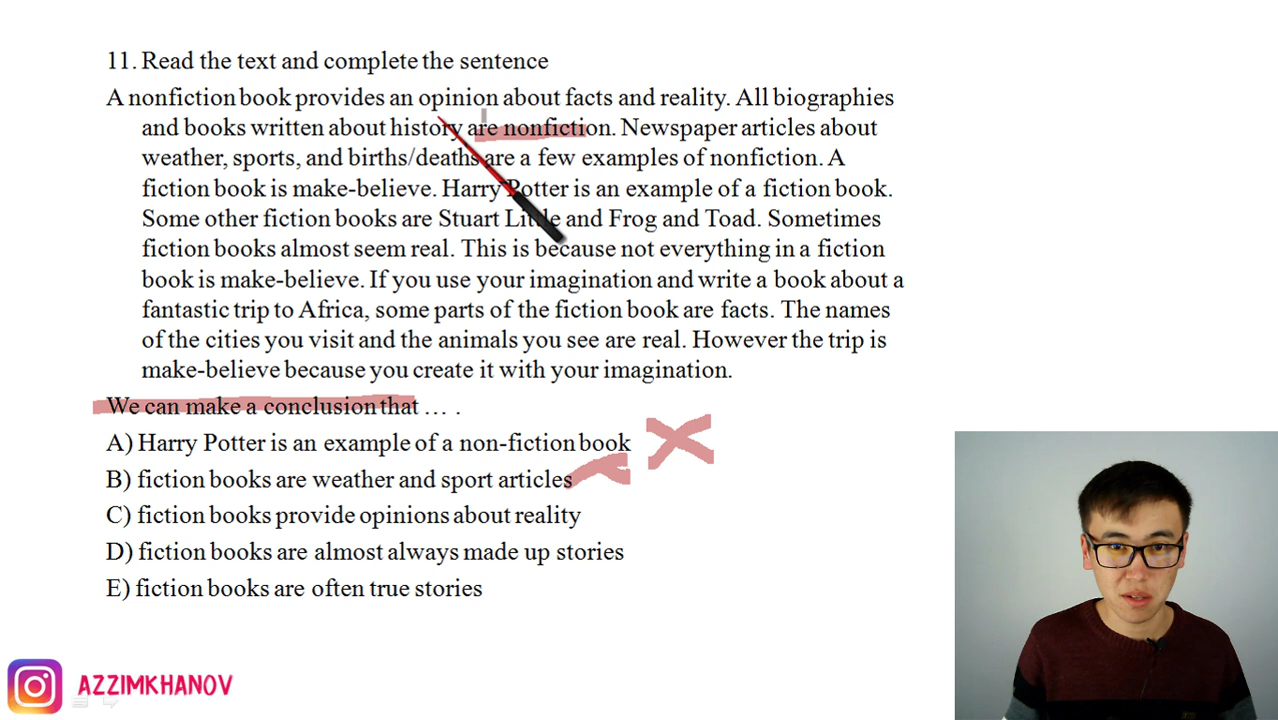 11. Read the text and complete the sentence
A nonfiction book provides an opinion about facts and reality. All biographies
and books written about history are nonfiction. Newspaper articles about
weather, sports, and births/deaths are a few examples of nonfiction. A
fiction book is make-believe. Harry Potter is an example of a fiction book.
Some other fiction books are Stuart Little and Frog and Toad. Sometimes
fiction books almost seem real. This is because not everything in a fiction
book is make-believe. If you use your imagination and write a book about a
fantastic trip to Africa, some parts of the fiction book are facts. The names
of the cities you visit and the animals you see are real. However the trip is
make-believe because you create it with your imagination.
We can make a conclusion that … .
A) Harry Potter is an example of a non-fiction book
B) fiction books are weather and sport articles
C) fiction books provide opinions about reality
D) fiction books are almost always made up stories
E) fiction books are often true stories
AZZIMKHANOV